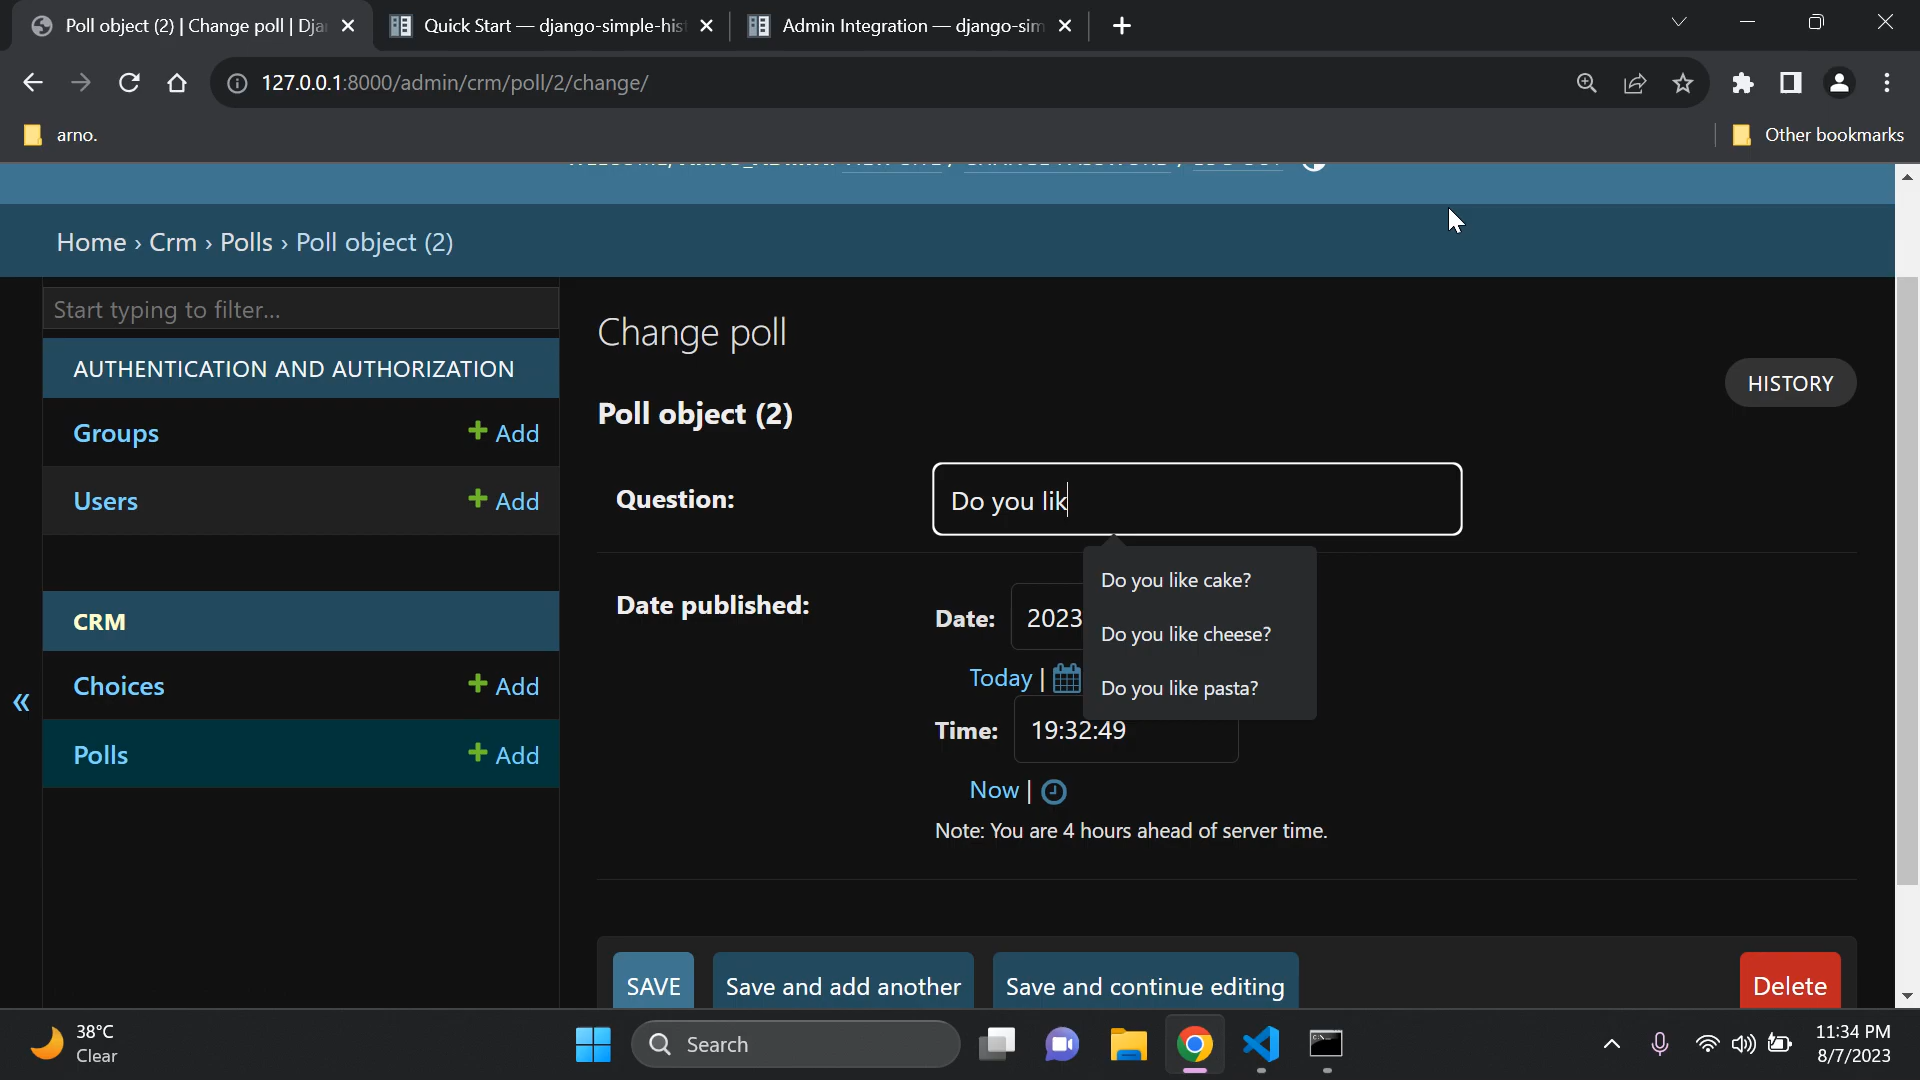 Poll object (2) | Change poll | Dja
Quick Start — django-simple-his
Admin Integration — django-sim
127.0.0.1:8000/admin/crm/poll/2/change/
arno.
Other bookmarks
Home › Crm › Polls › Poll object (2)
Start typing to filter...
AUTHENTICATION AND AUTHORIZATION
Groups + Add
Users + Add
CRM
Choices + Add
Polls + Add
«
Change poll
HISTORY
Poll object (2)
Question: Do you lik
Do you like cake?
Do you like cheese?
Do you like pasta?
Date published: Date: 2023
Today |
Time: 19:32:49
Now |
Note: You are 4 hours ahead of server time.
SAVE Save and add another Save and continue editing Delete
38°C
Clear
Search
11:34 PM
8/7/2023